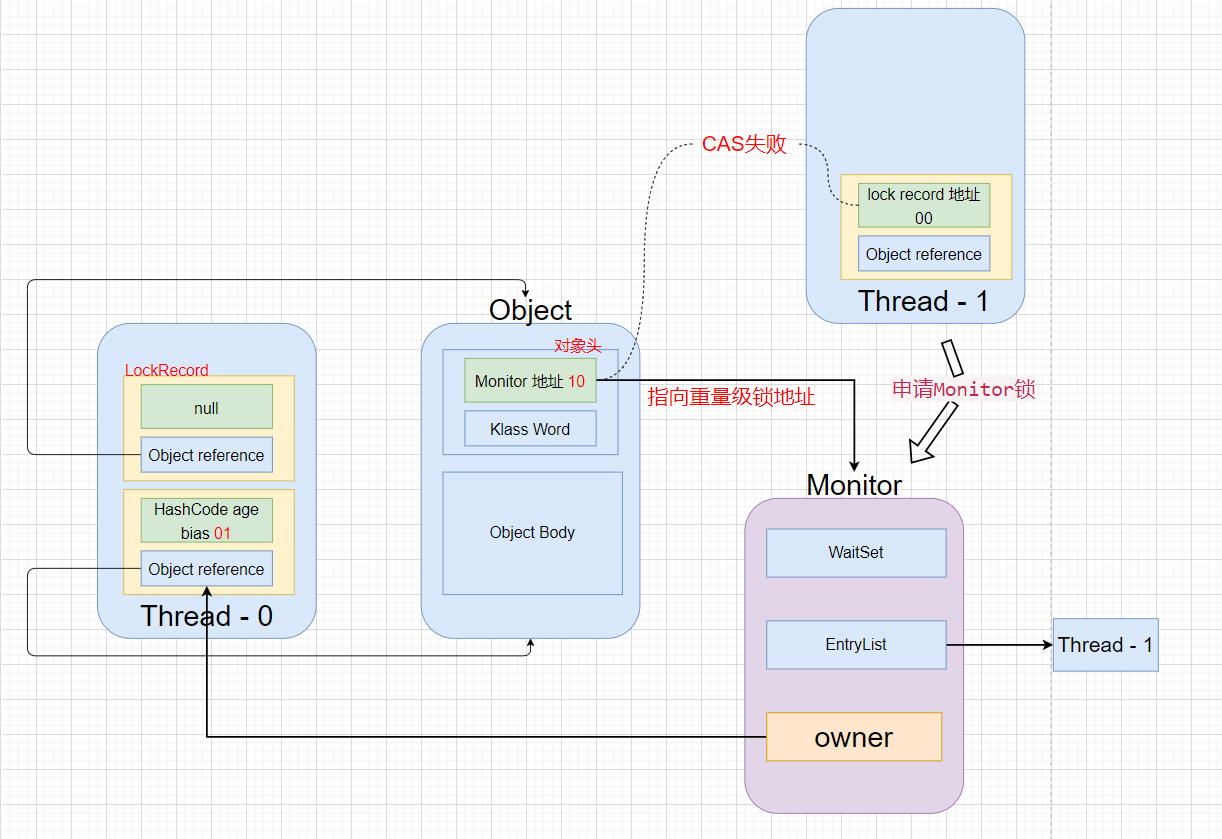 CAS失败
lock record 地址
00
Object reference
Thread - 1
Object
对象头
Monitor 地址 10
Klass Word
Object Body
LockRecord
null
Object reference
HashCode age
bias 01
Object reference
Thread - 0
指向重量级锁地址
申请Monitor锁
Monitor
WaitSet
EntryList
Thread - 1
owner